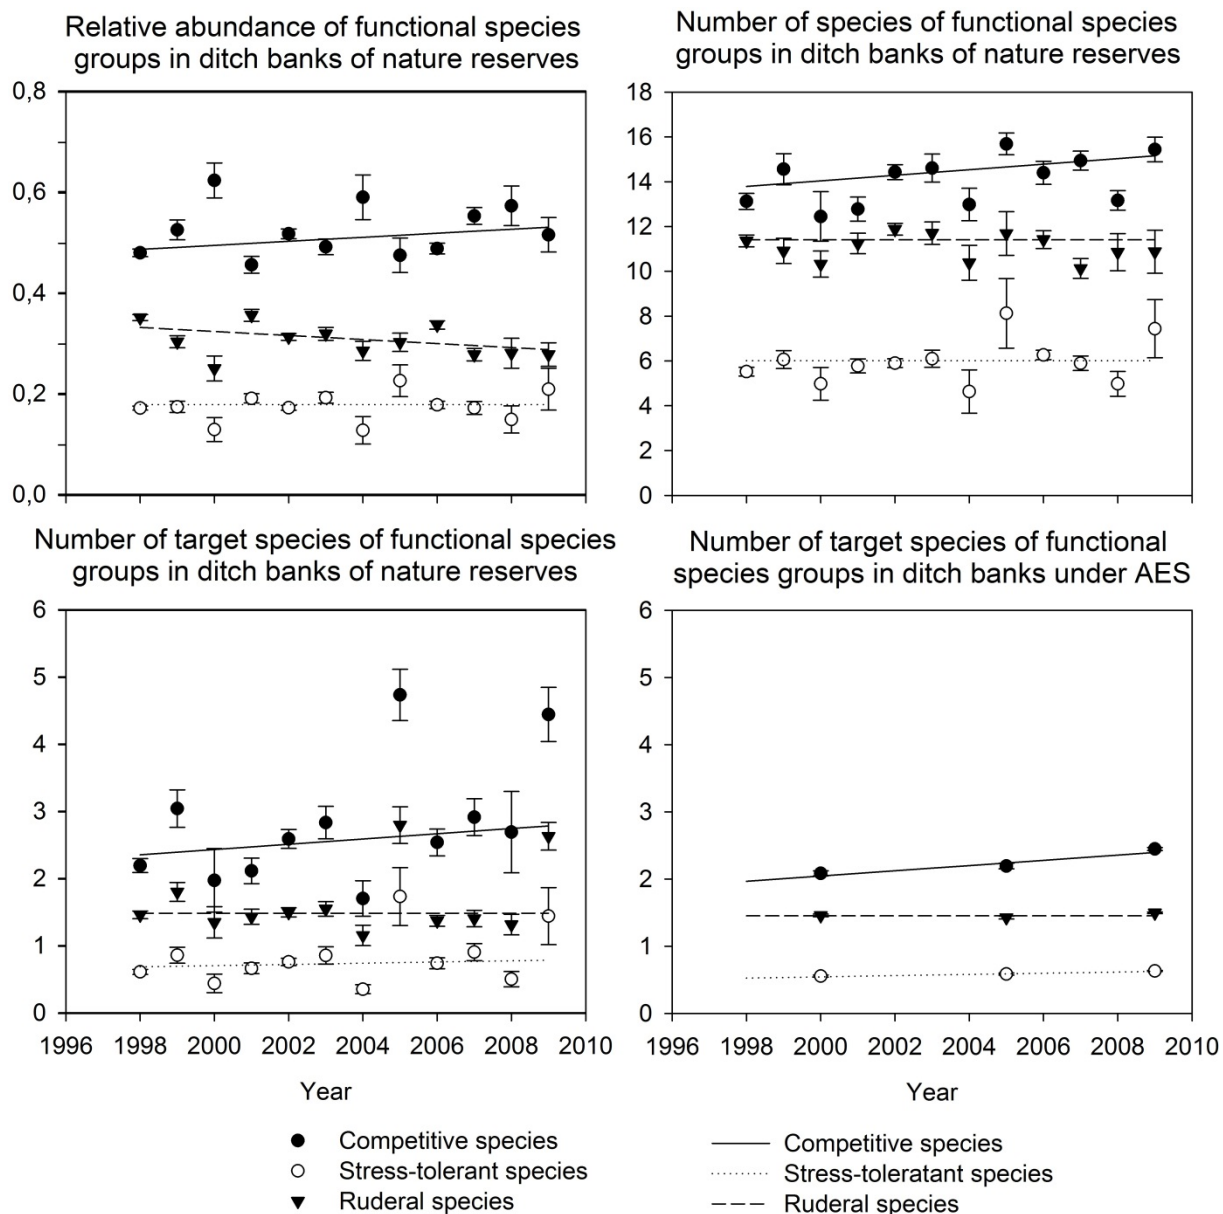 Relative abundance of functional species
groups in ditch banks of nature reserves
0,8
0,6
0,4
0,2
0,0
Number of species of functional species
groups in ditch banks of nature reserves
18
16
14
12
10
8
6
4
2
0
Number of target species of functional species
groups in ditch banks of nature reserves
6
5
4
3
2
1
0
1996 1998 2000 2002 2004 2006 2008 2010
Year
Number of target species of functional
species groups in ditch banks under AES
6
5
4
3
2
1
0
1996 1998 2000 2002 2004 2006 2008 2010
Year
Competitive species
Stress-tolerant species
Ruderal species
Competitive species
Stress-toleratant species
Ruderal species